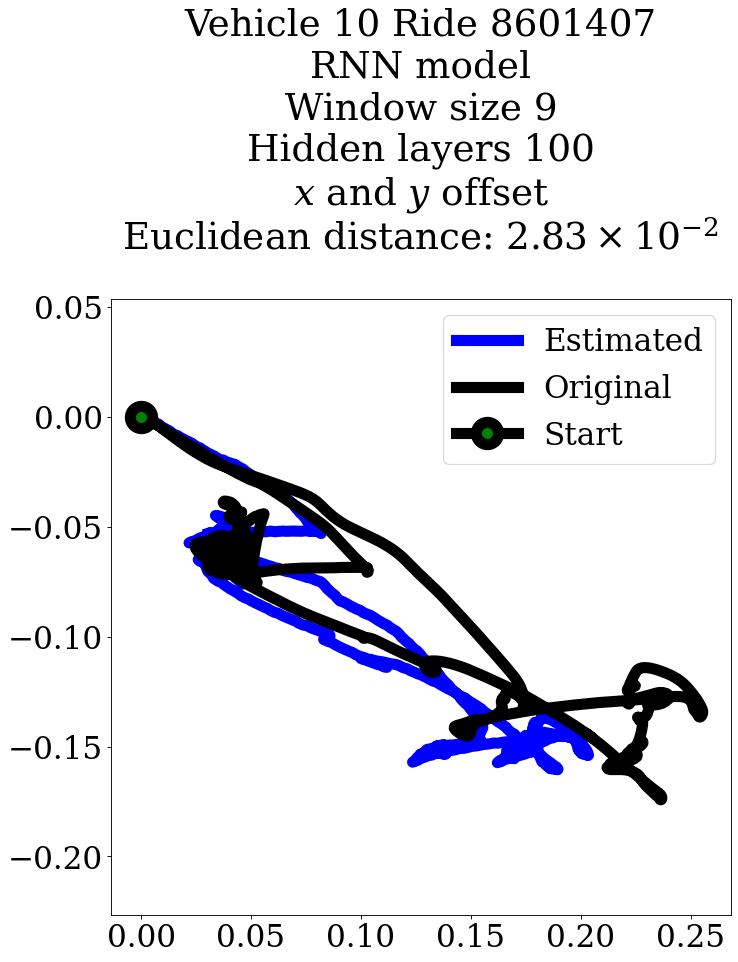 Vehicle 10 Ride 8601407
RNN model
Window size 9
Hidden layers 100
x and y offset
Euclidean distance: 2.83 × 10⁻²
Estimated
Original
Start
0.05
0.00
−0.05
−0.10
−0.15
−0.20
0.00 0.05 0.10 0.15 0.20 0.25